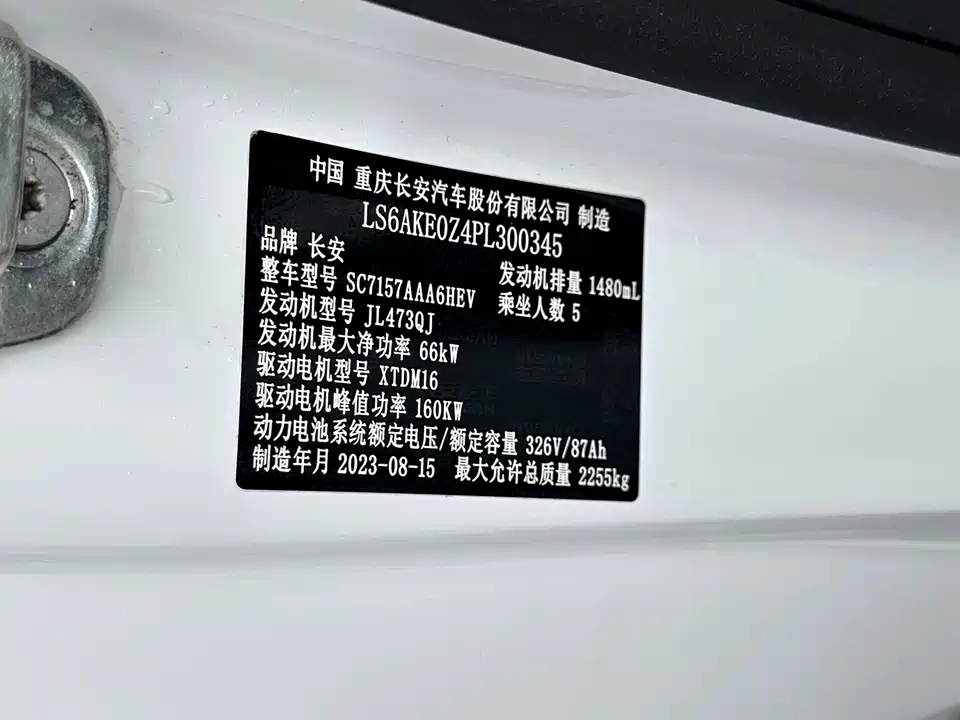 中国 重庆长安汽车股份有限公司 制造
LS6AKE0Z4PL300345
品牌 长安
整车型号 SC7157AAA6HEV 发动机排量 1480mL
发动机型号 JL473QJ 乘坐人数 5
发动机最大净功率 66kW
驱动电机型号 XTDM16
驱动电机峰值功率 160KW
动力电池系统额定电压/额定容量 326V/87Ah
制造年月 2023-08-15 最大允许总质量 2255kg